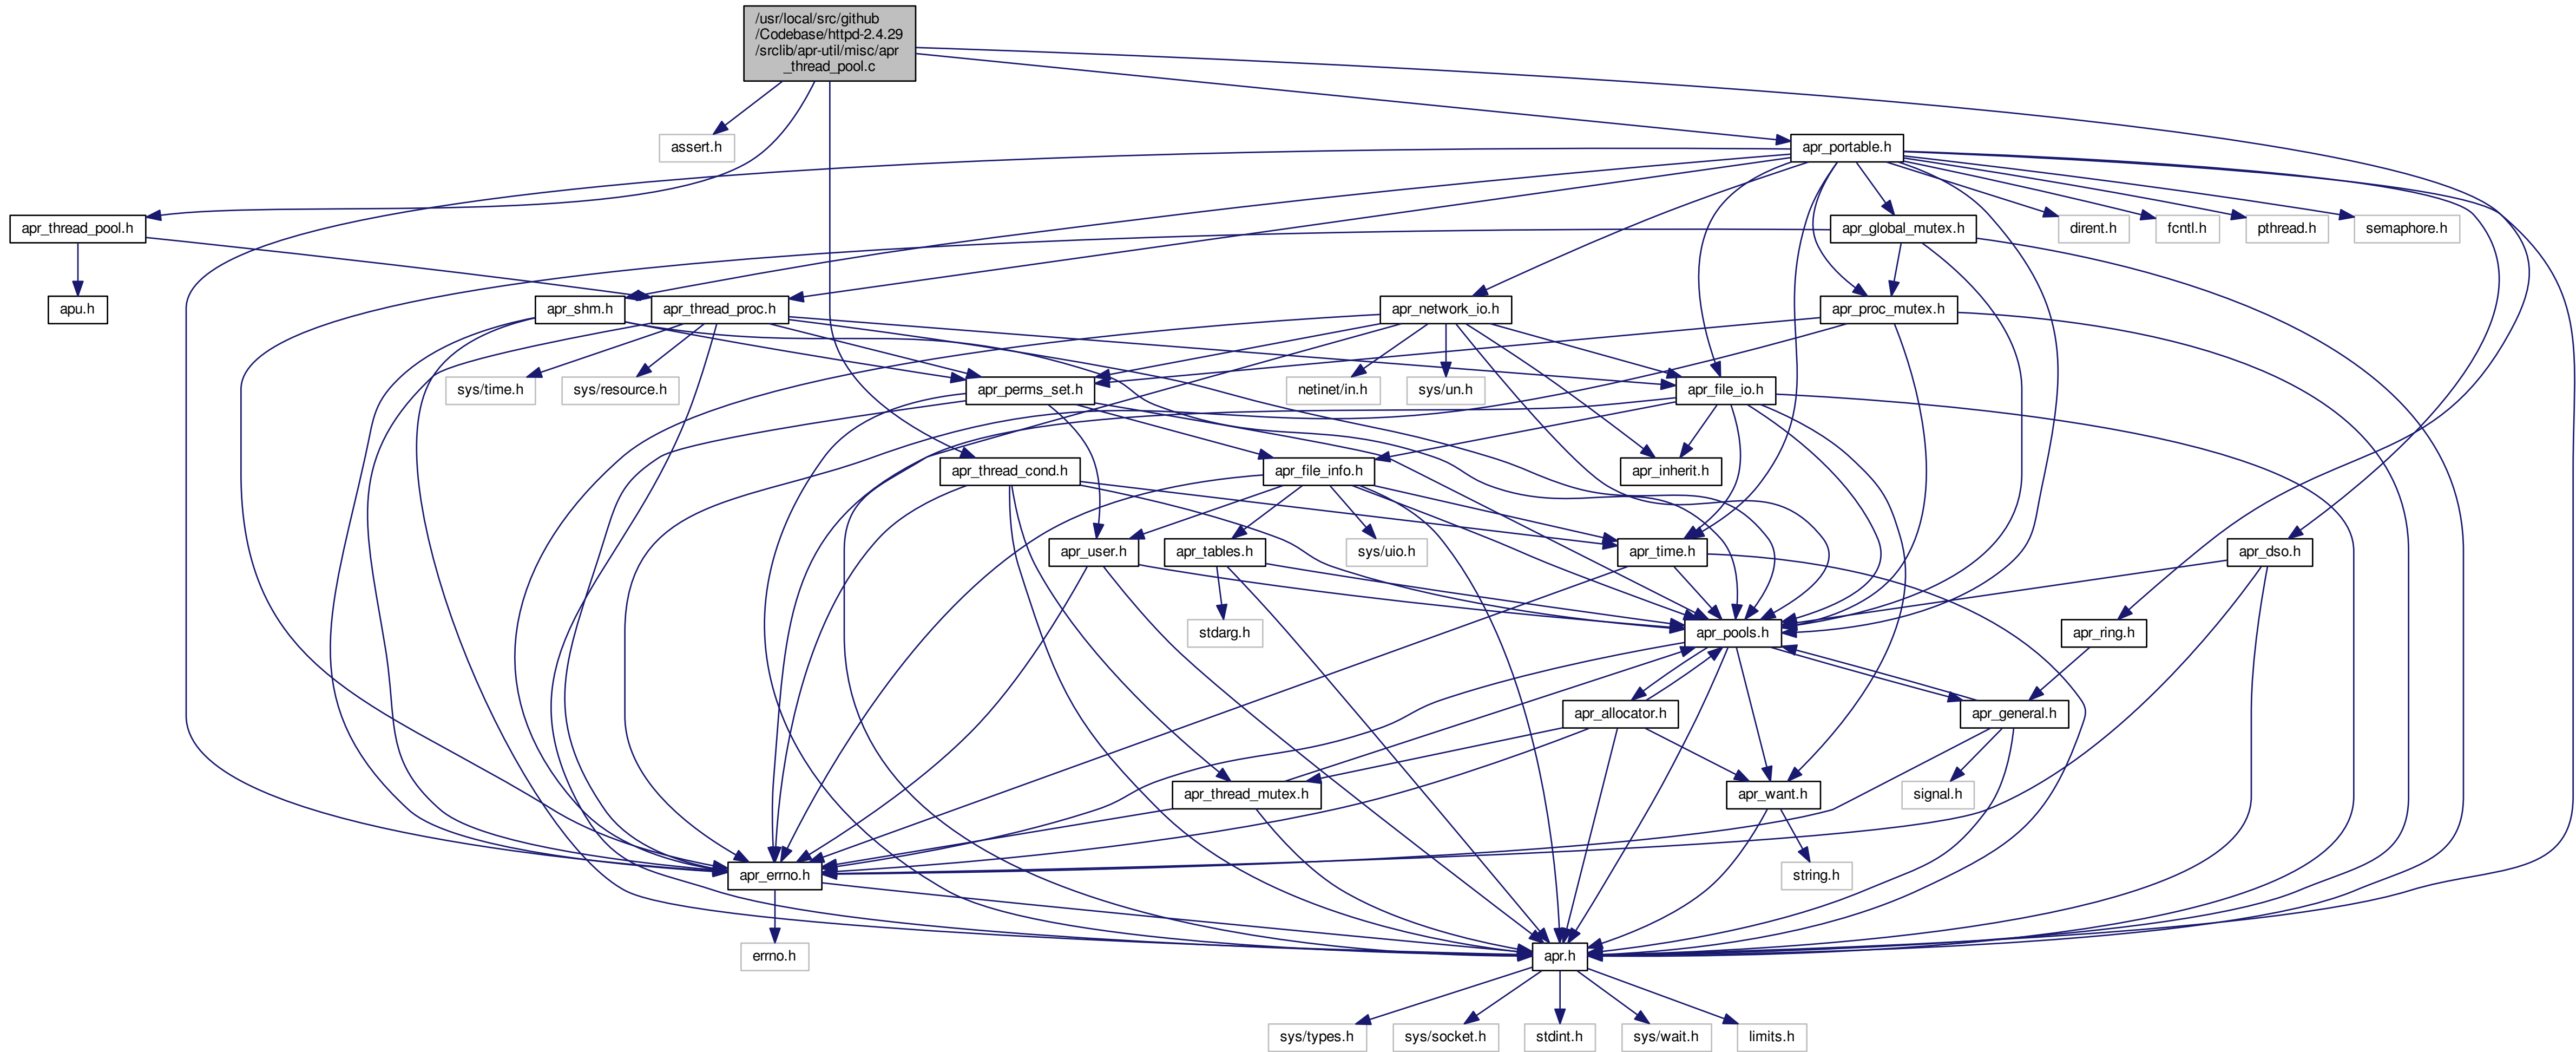 /usr/local/src/github
/Codebase/httpd-2.4.29
/srclib/apr-util/misc/apr
_thread_pool.c
assert.h
apr_portable.h
apr_thread_pool.h
apr_global_mutex.h
dirent.h
fcntl.h
pthread.h
semaphore.h
apu.h
apr_shm.h
apr_thread_proc.h
apr_network_io.h
apr_proc_mutex.h
sys/time.h
sys/resource.h
apr_perms_set.h
netinet/in.h
sys/un.h
apr_file_io.h
apr_thread_cond.h
apr_file_info.h
apr_inherit.h
apr_user.h
apr_tables.h
sys/uio.h
apr_time.h
apr_dso.h
stdarg.h
apr_pools.h
apr_ring.h
apr_allocator.h
apr_general.h
apr_thread_mutex.h
apr_want.h
signal.h
apr_errno.h
string.h
errno.h
apr.h
sys/types.h
sys/socket.h
stdint.h
sys/wait.h
limits.h